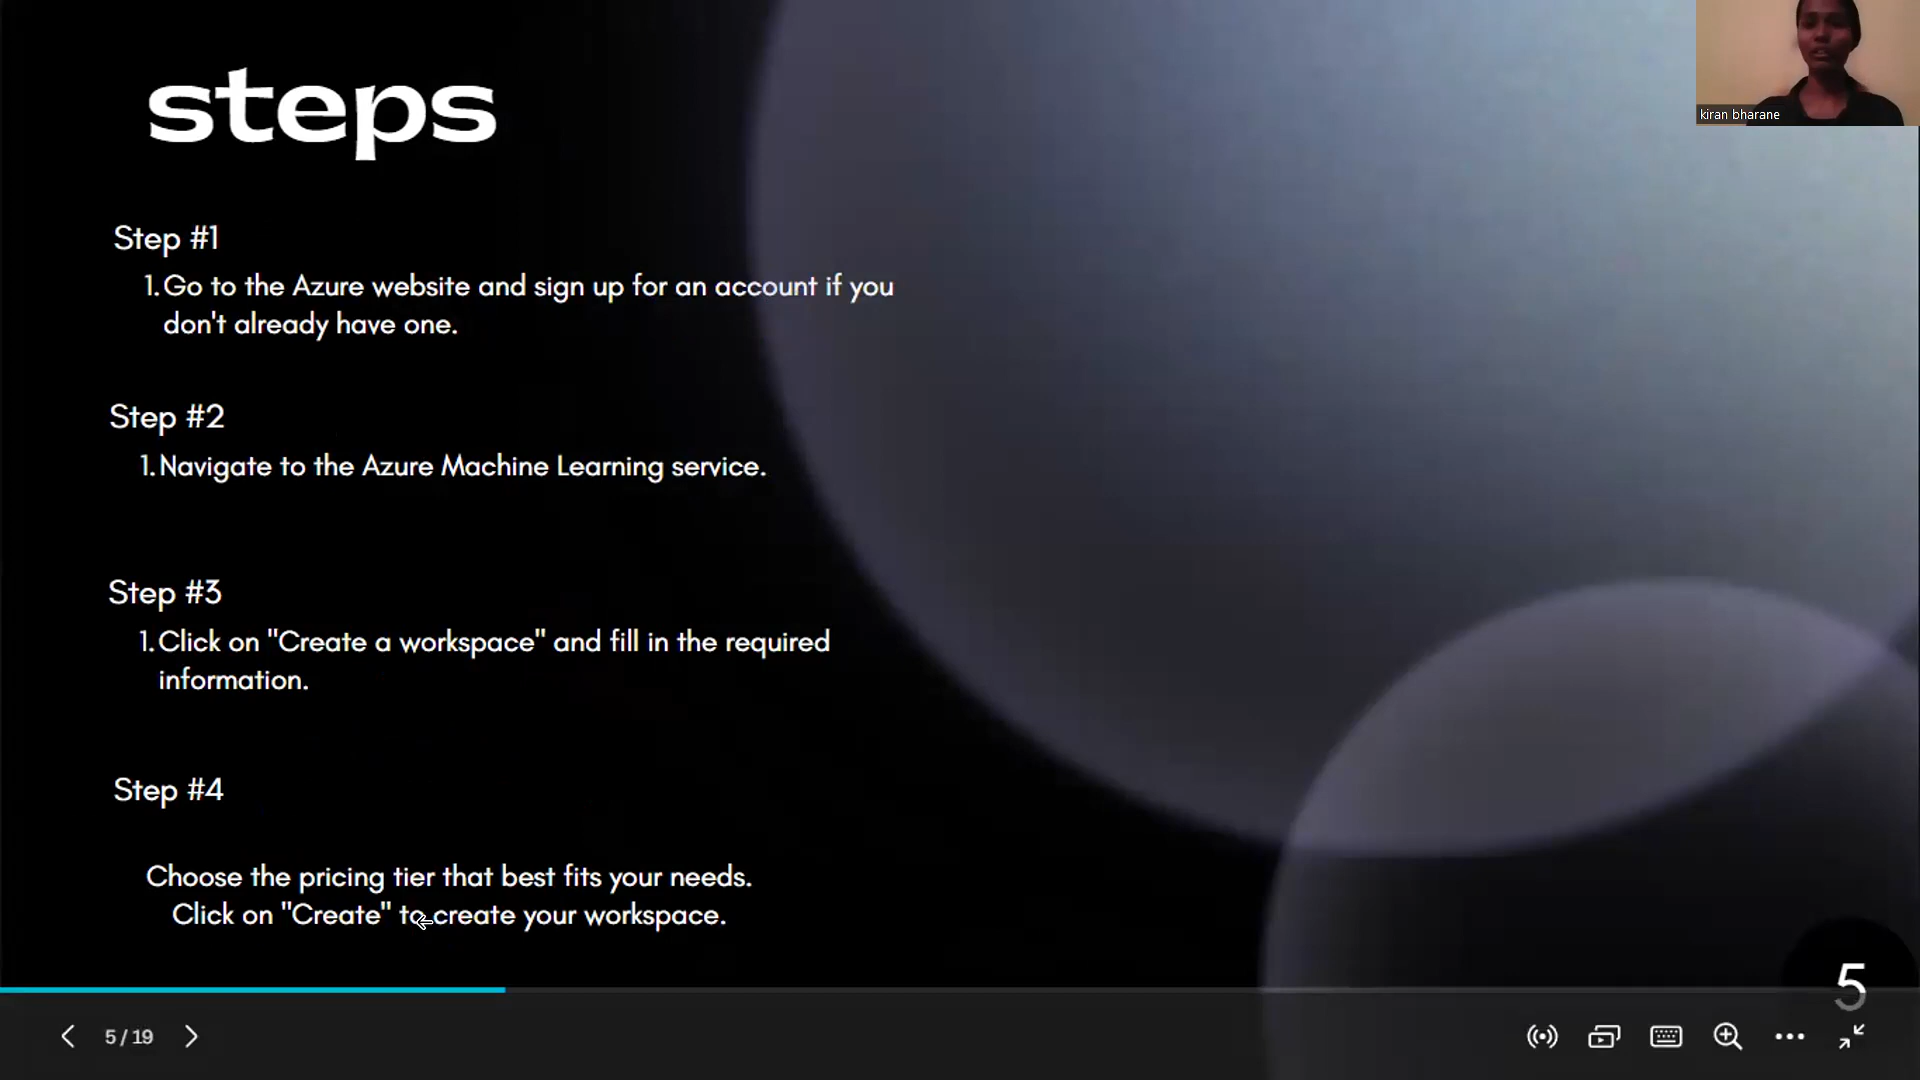 steps
kiran bharane
Step #1
1. Go to the Azure website and sign up for an account if you
don't already have one.
Step #2
1. Navigate to the Azure Machine Learning service.
Step #3
1. Click on "Create a workspace" and fill in the required
information.
Step #4
Choose the pricing tier that best fits your needs.
Click on "Create" to create your workspace.
5
5 / 19